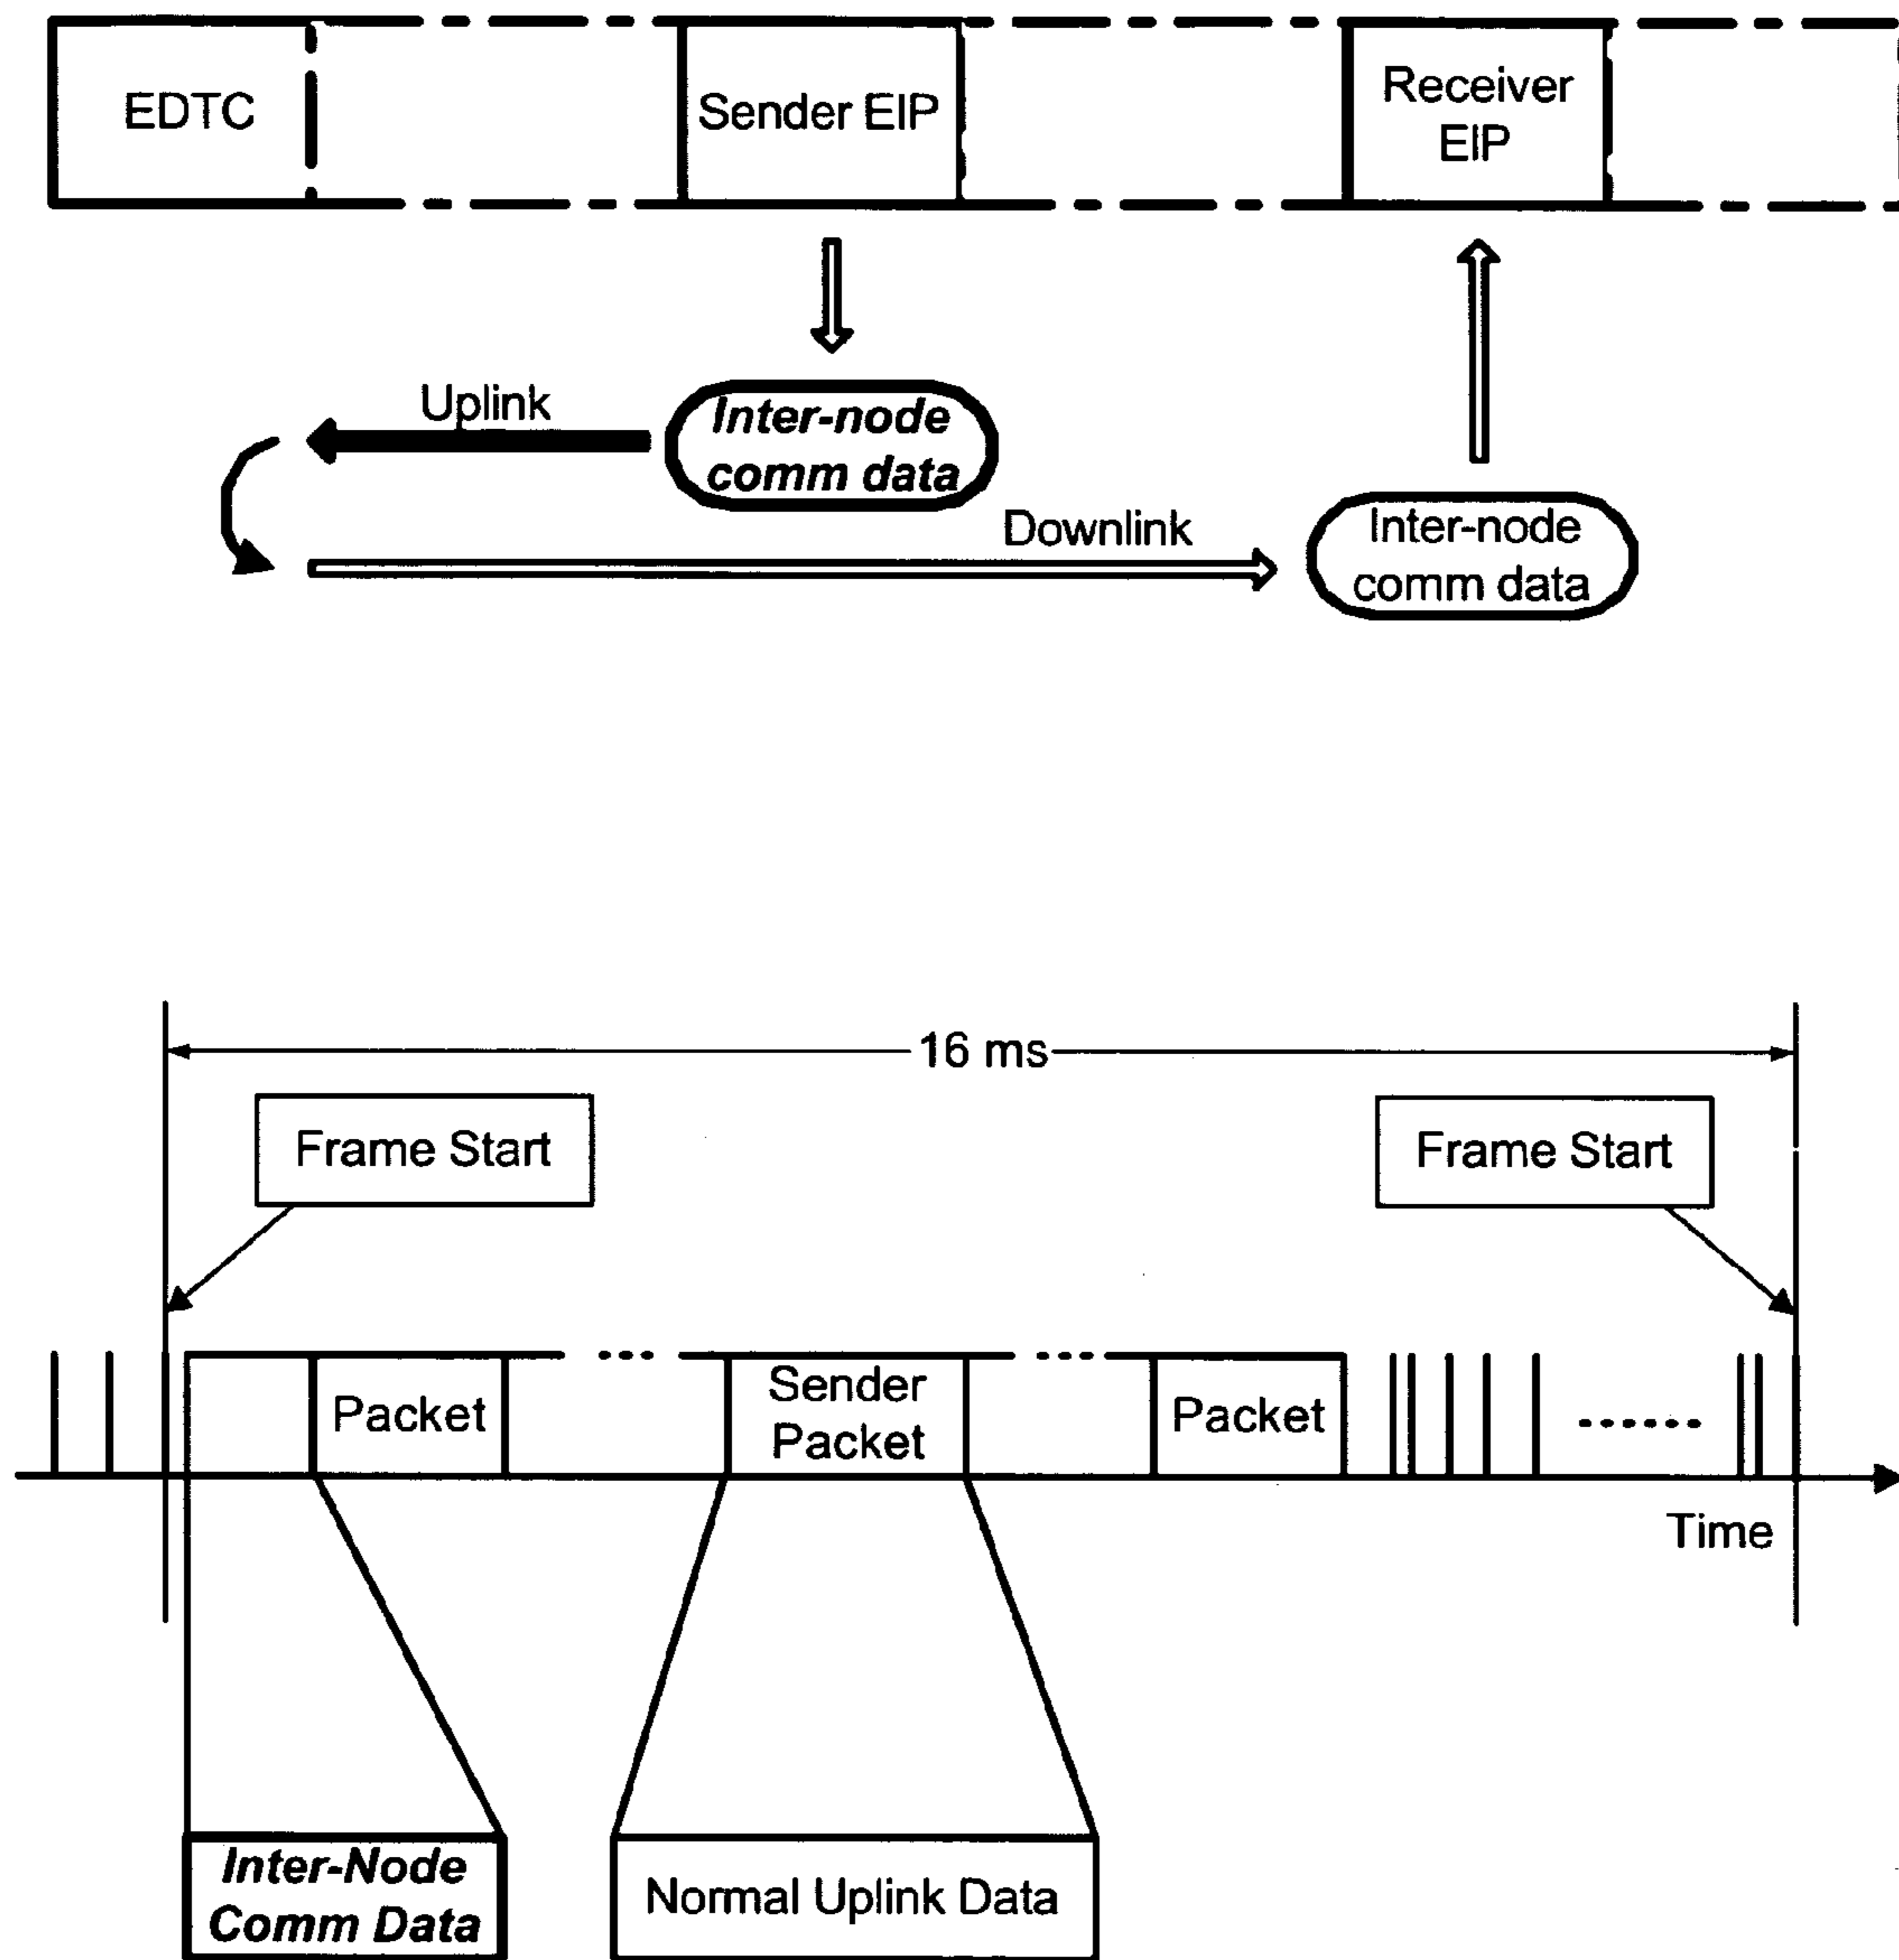 EDTC
Sender EIP
Receiver
EIP
Uplink
Inter-node
comm data
Downlink
Inter-node
comm data
16 ms
Frame Start
Frame Start
Packet
Sender
Packet
Packet
Time
Inter-Node
Comm Data
Normal Uplink Data